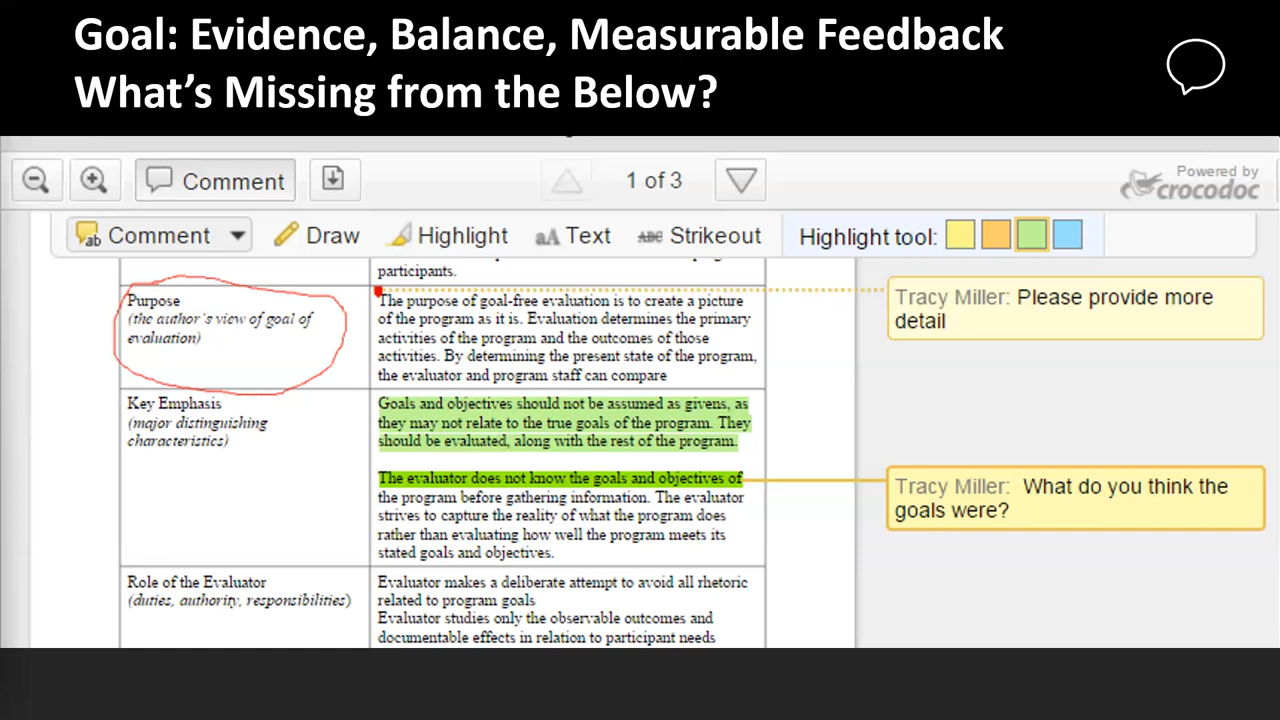 Goal: Evidence, Balance, Measurable Feedback
What's Missing from the Below?
Comment
1 of 3
Powered by
crocodoc
Comment
Draw
Highlight
Text
Strikeout
Highlight tool:
participants.
Purpose
(the author's view of goal of
evaluation)
The purpose of goal-free evaluation is to create a picture
of the program as it is. Evaluation determines the primary
activities of the program and the outcomes of those
activities. By determining the present state of the program,
the evaluator and program staff can compare
Tracy Miller: Please provide more
detail
Key Emphasis
(major distinguishing
characteristics)
Goals and objectives should not be assumed as givens, as
they may not relate to the true goals of the program. They
should be evaluated, along with the rest of the program.
The evaluator does not know the goals and objectives of
the program before gathering information. The evaluator
strives to capture the reality of what the program does
rather than evaluating how well the program meets its
stated goals and objectives.
Tracy Miller: What do you think the
goals were?
Role of the Evaluator
(duties, authority, responsibilities)
Evaluator makes a deliberate attempt to avoid all rhetoric
related to program goals
Evaluator studies only the observable outcomes and
documentable effects in relation to participant needs